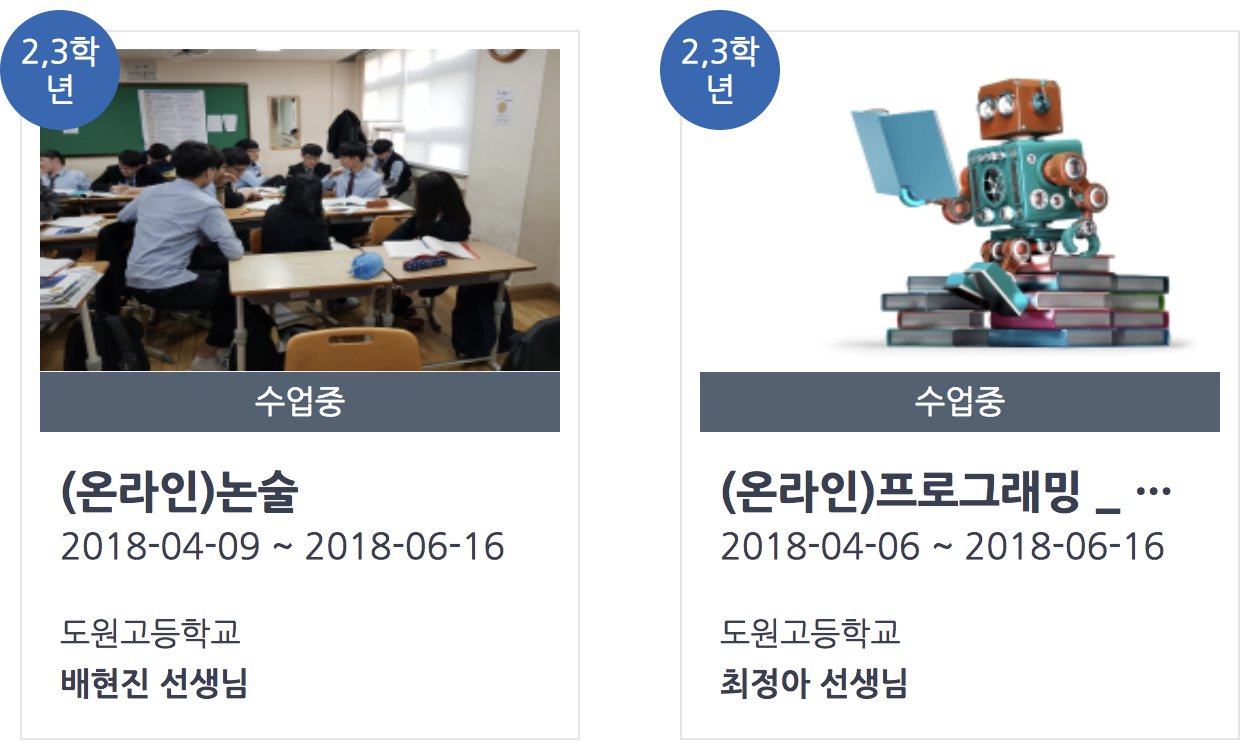 2,3학
년
수업중
(온라인)논술
2018-04-09 ~ 2018-06-16
도원고등학교
배현진 선생님
2,3학
년
수업중
(온라인)프로그래밍 _ ···
2018-04-06 ~ 2018-06-16
도원고등학교
최정아 선생님